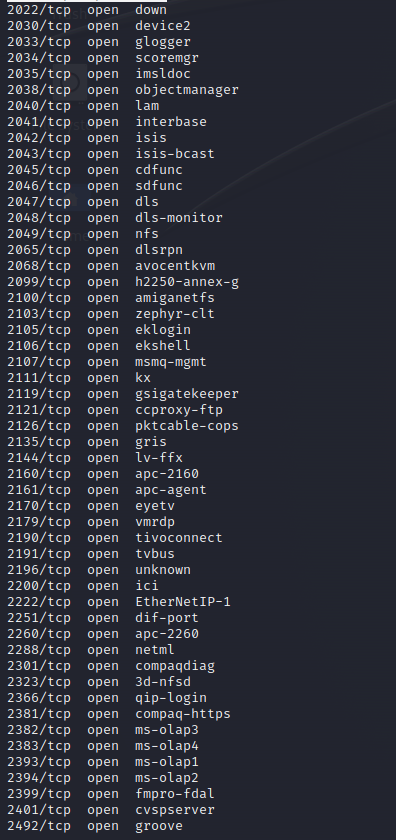 2022/tcp open down
2030/tcp open device2
2033/tcp open glogger
2034/tcp open scoremgr
2035/tcp open imsldoc
2038/tcp open objectmanager
2040/tcp open lam
2041/tcp open interbase
2042/tcp open isis
2043/tcp open isis-bcast
2045/tcp open cdfunc
2046/tcp open sdfunc
2047/tcp open dls
2048/tcp open dls-monitor
2049/tcp open nfs
2065/tcp open dlsrpn
2068/tcp open avocentkvm
2099/tcp open h2250-annex-g
2100/tcp open amiganetfs
2103/tcp open zephyr-clt
2105/tcp open eklogin
2106/tcp open ekshell
2107/tcp open msmq-mgmt
2111/tcp open kx
2119/tcp open gsigatekeeper
2121/tcp open ccproxy-ftp
2126/tcp open pktcable-cops
2135/tcp open gris
2144/tcp open lv-ffx
2160/tcp open apc-2160
2161/tcp open apc-agent
2170/tcp open eyetv
2179/tcp open vmrdp
2190/tcp open tivoconnect
2191/tcp open tvbus
2196/tcp open unknown
2200/tcp open ici
2222/tcp open EtherNetIP-1
2251/tcp open dif-port
2260/tcp open apc-2260
2288/tcp open netml
2301/tcp open compaqdiag
2323/tcp open 3d-nfsd
2366/tcp open qip-login
2381/tcp open compaq-https
2382/tcp open ms-olap3
2383/tcp open ms-olap4
2393/tcp open ms-olap1
2394/tcp open ms-olap2
2399/tcp open fmpro-fdal
2401/tcp open cvspserver
2492/tcp open groove